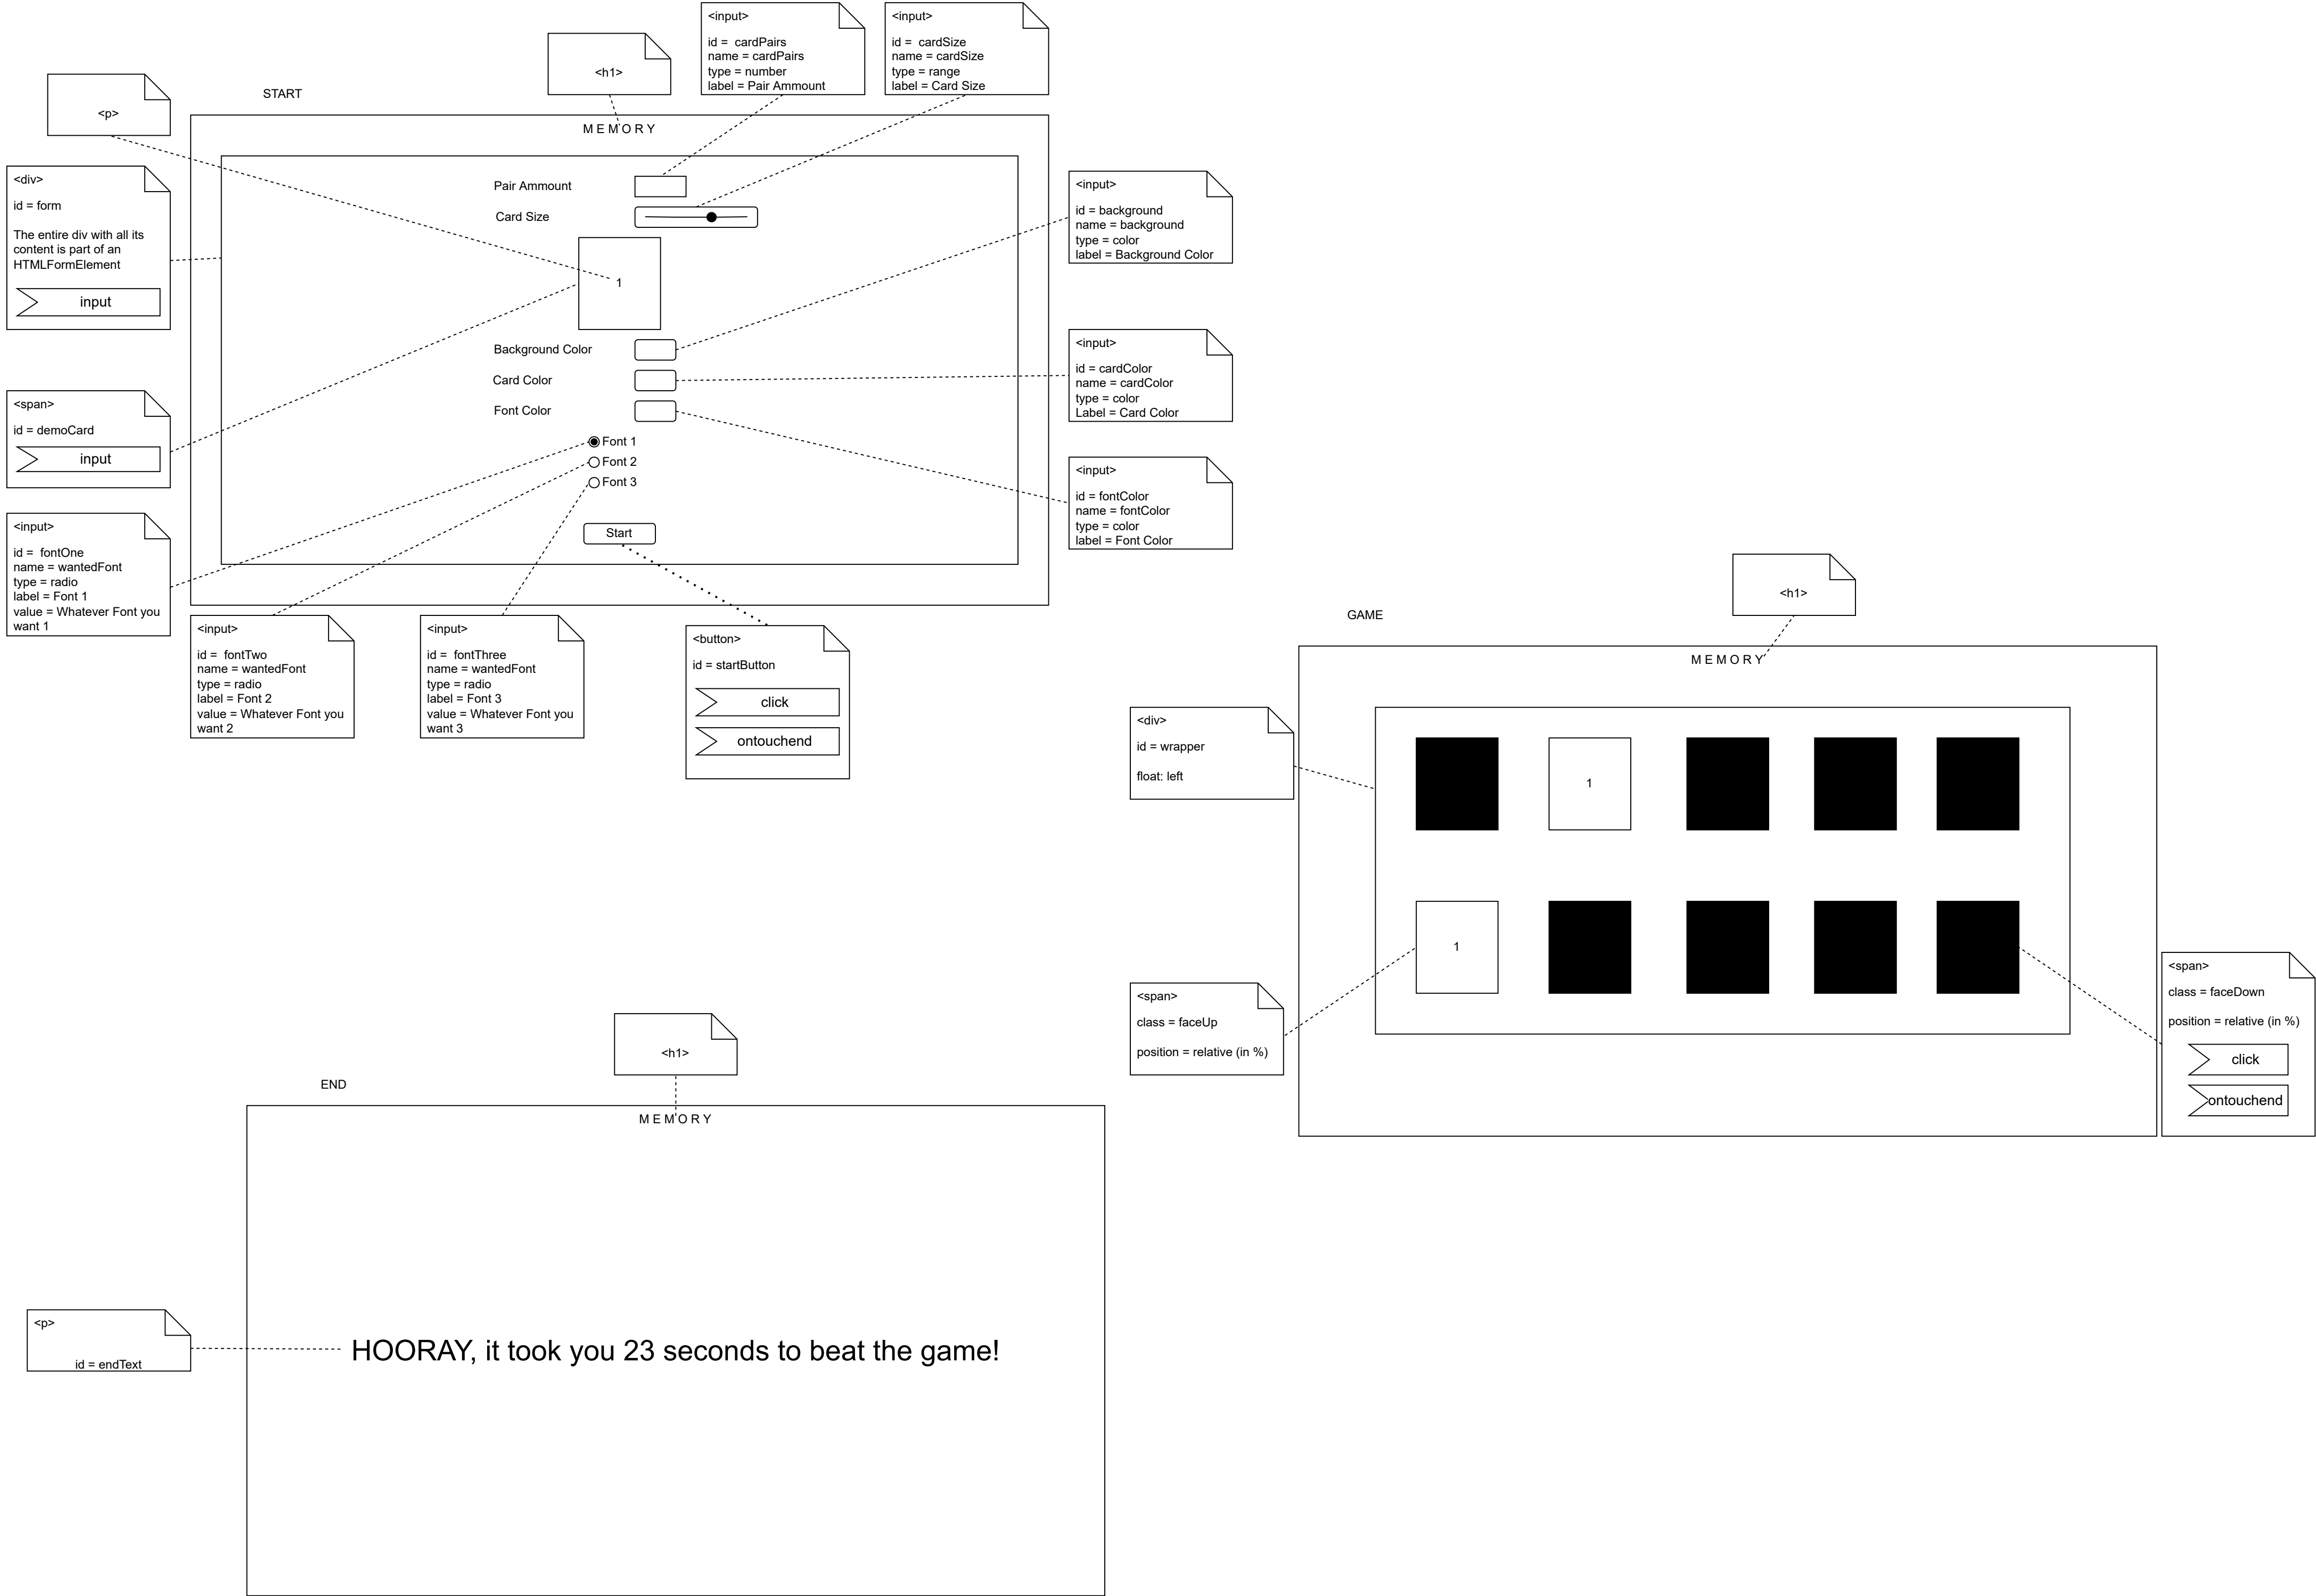 <input>
id =  cardPairs
name = cardPairs
type = number
label = Pair Ammount
<input>
id =  cardSize
name = cardSize
type = range
label = Card Size
<h1>
<p>
START
M E M O R Y
<div>
id = form
The entire div with all its
content is part of an
HTMLFormElement
input
Pair Ammount
Card Size
1
Background Color
Card Color
Font Color
Font 1
Font 2
Font 3
Start
<input>
id = background
name = background
type = color
label = Background Color
<input>
id = cardColor
name = cardColor
type = color
Label = Card Color
<input>
id = fontColor
name = fontColor
type = color
label = Font Color
<span>
id = demoCard
input
<input>
id =  fontOne
name = wantedFont
type = radio
label = Font 1
value = Whatever Font you
want 1
<input>
id =  fontTwo
name = wantedFont
type = radio
label = Font 2
value = Whatever Font you
want 2
<input>
id =  fontThree
name = wantedFont
type = radio
label = Font 3
value = Whatever Font you
want 3
<button>
id = startButton
click
ontouchend
<h1>
GAME
M E M O R Y
<div>
id = wrapper
float: left
1
1
<span>
class = faceUp
position = relative (in %)
<span>
class = faceDown
position = relative (in %)
click
ontouchend
<h1>
END
M E M O R Y
<p>
id = endText
HOORAY, it took you 23 seconds to beat the game!